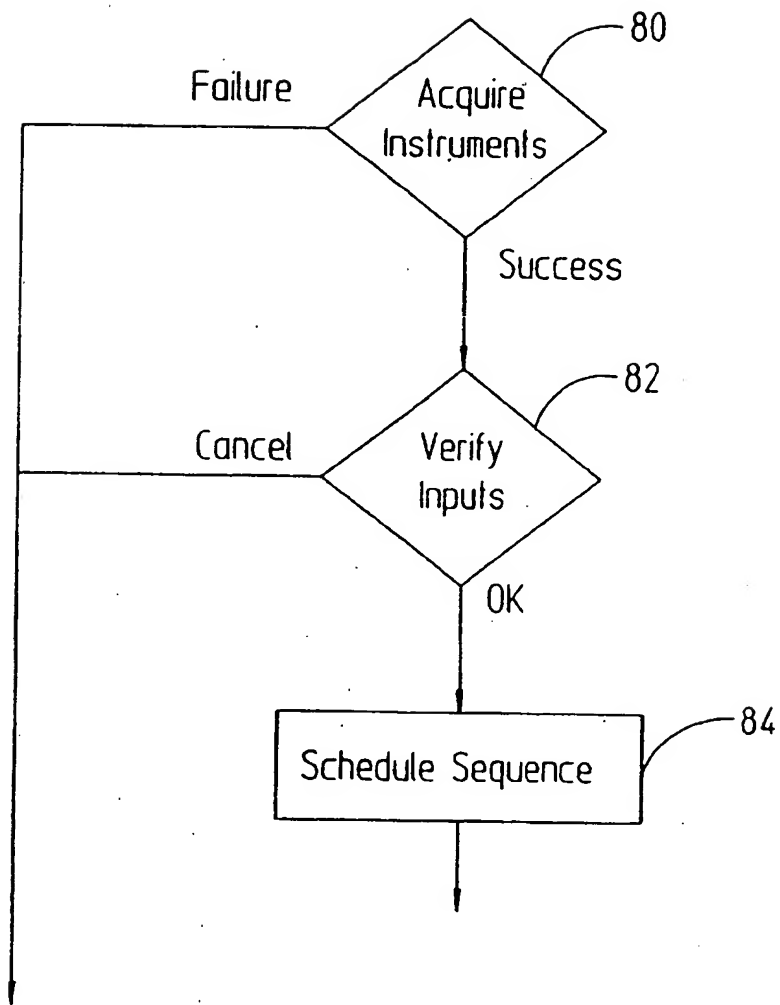 80
Failure
Acquire
Instruments
Success
82
Cancel
Verify
Inputs
OK
84
Schedule Sequence